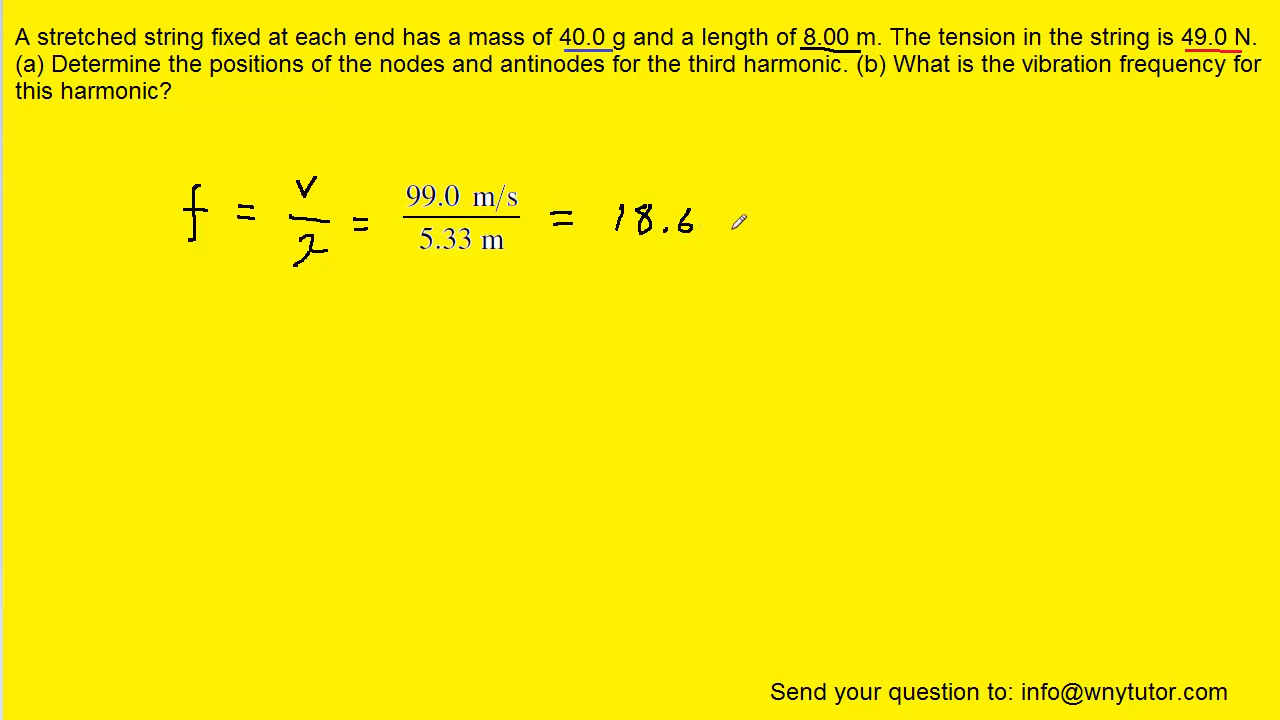 A stretched string fixed at each end has a mass of 40.0 g and a length of 8.00 m. The tension in the string is 49.0 N.
(a) Determine the positions of the nodes and antinodes for the third harmonic. (b) What is the vibration frequency for
this harmonic?
f = v/λ = 99.0 m/s / 5.33 m = 18.6
Send your question to: info@wnytutor.com